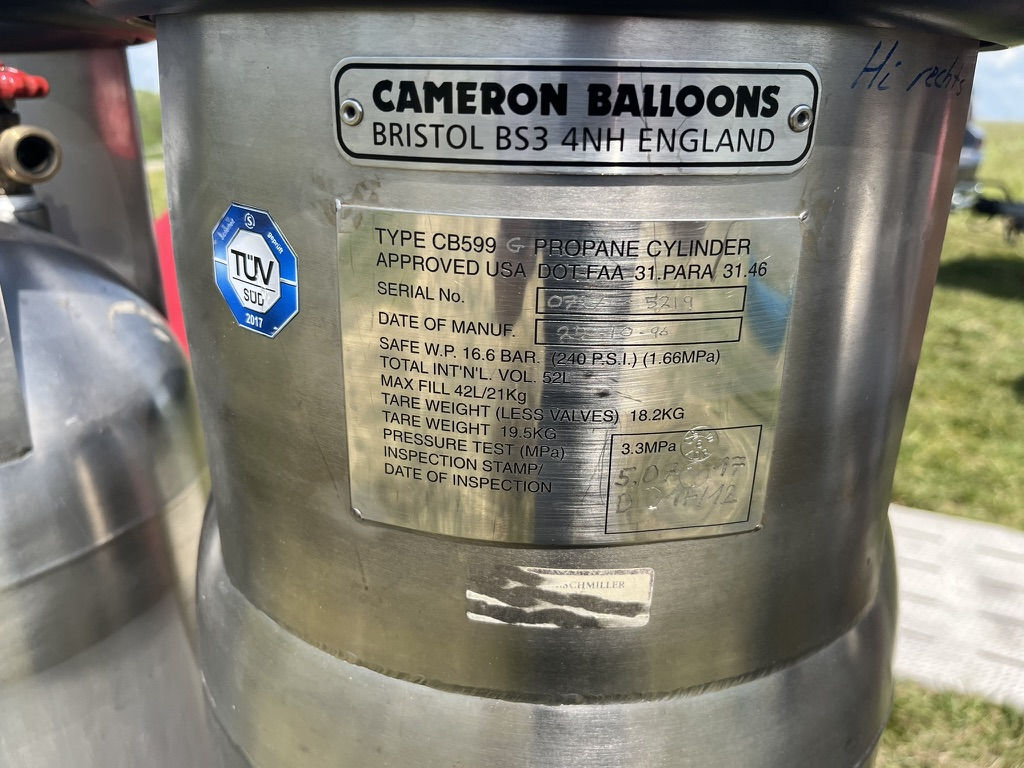 CAMERON BALLOONS
BRISTOL BS3 4NH ENGLAND
Hi rechts
geprüft
TÜV
SÜD
2017
TYPE CB599 G PROPANE CYLINDER
APPROVED USA DOT-FAA 31.PARA 31.46
SERIAL No. 5219
DATE OF MANUF.
SAFE W.P. 16.6 BAR. (240 P.S.I.) (1.66MPa)
TOTAL INT'N'L. VOL. 52L
MAX FILL 42L/21Kg
TARE WEIGHT (LESS VALVES) 18.2KG
TARE WEIGHT 19.5KG
PRESSURE TEST (MPa) 3.3MPa
INSPECTION STAMP/
DATE OF INSPECTION
SCHMILLER